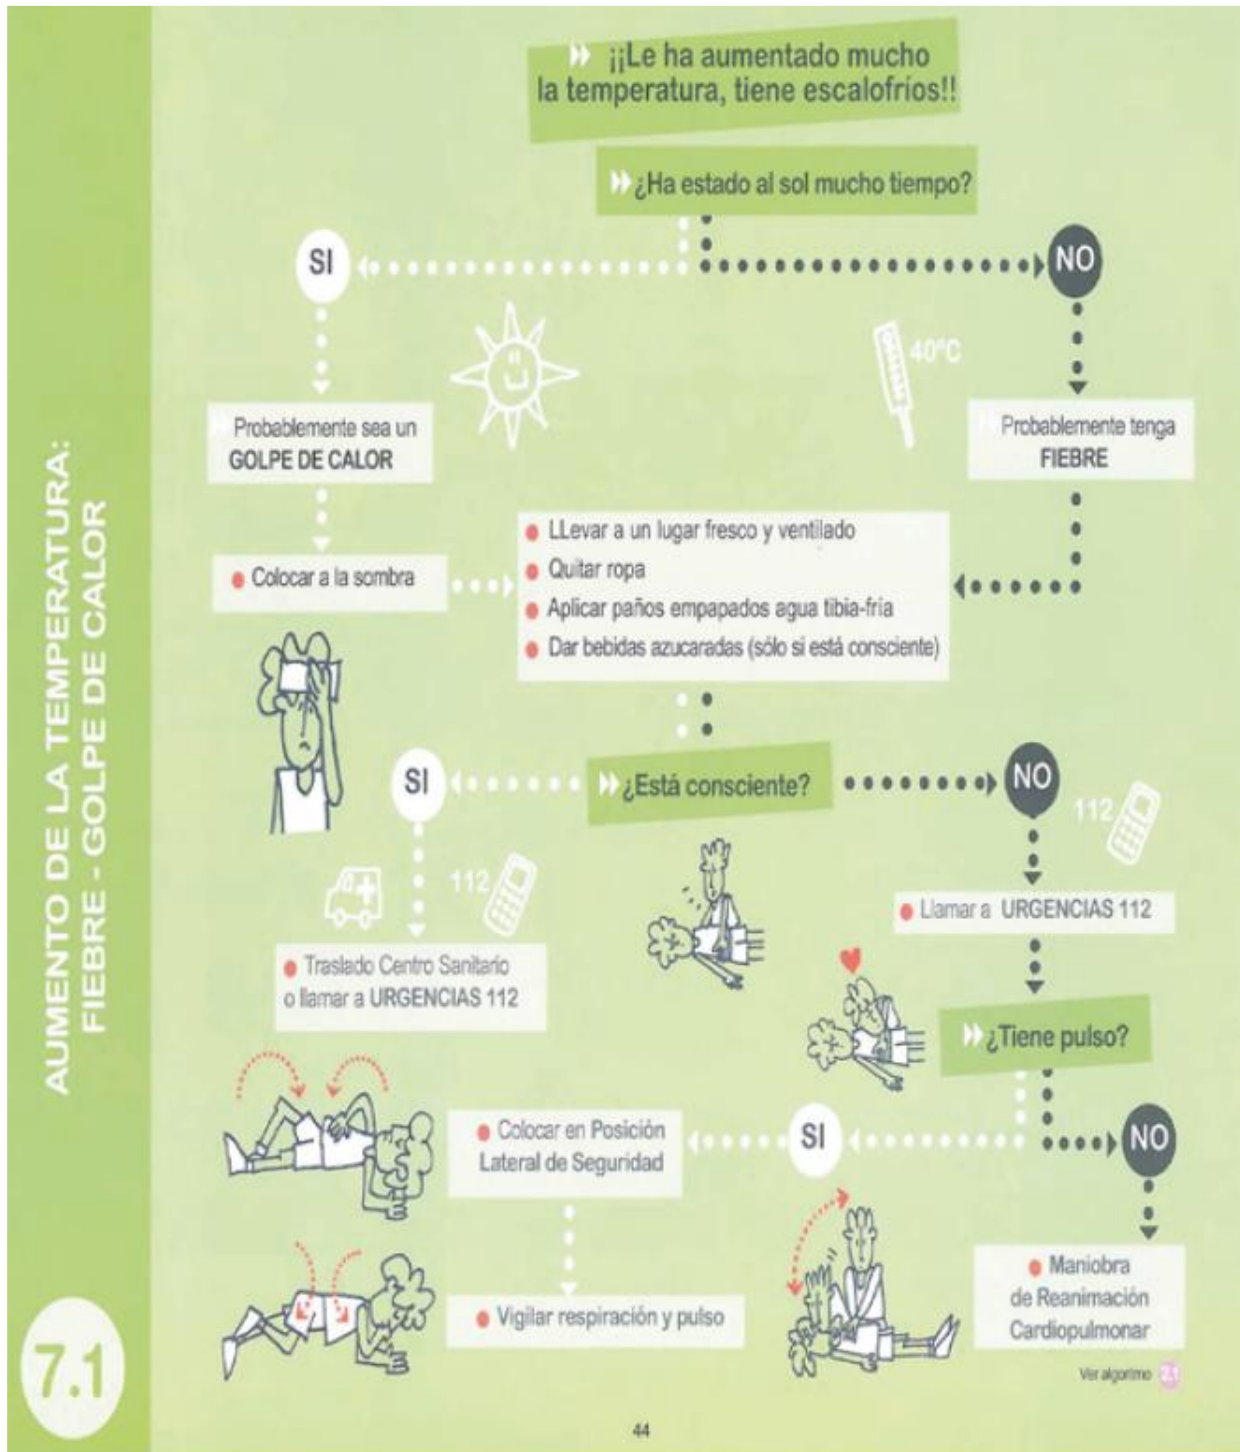 AUMENTO DE LA TEMPERATURA:
FIEBRE - GOLPE DE CALOR
7.1
¡¡Le ha aumentado mucho
la temperatura, tiene escalofríos!!
¿Ha estado al sol mucho tiempo?
SI
NO
40ºC
Probablemente sea un
GOLPE DE CALOR
Probablemente tenga
FIEBRE
Colocar a la sombra
LLevar a un lugar fresco y ventilado
Quitar ropa
Aplicar paños empapados agua tibia-fría
Dar bebidas azucaradas (sólo si está consciente)
¿Está consciente?
SI
NO
112
112
Traslado Centro Sanitario
o llamar a URGENCIAS 112
Llamar a URGENCIAS 112
¿Tiene pulso?
SI
NO
Colocar en Posición
Lateral de Seguridad
Vigilar respiración y pulso
Maniobra
de Reanimación
Cardiopulmonar
Ver algoritmo 2.1
44